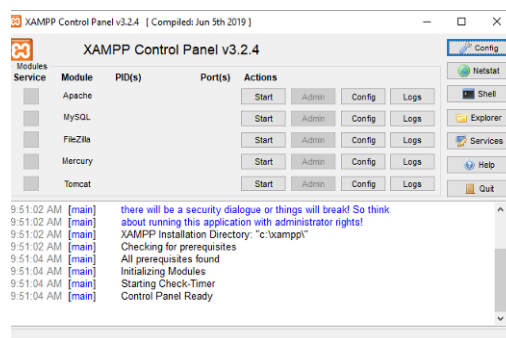 XAMPP Control Panel v3.2.4 [ Compiled: Jun 5th 2019 ]
XAMPP Control Panel v3.2.4
Config
Modules
Service Module PID(s) Port(s) Actions
Netstat
Apache Start Admin Config Logs
Shell
MySQL Start Admin Config Logs
Explorer
FileZilla Start Admin Config Logs
Services
Mercury Start Admin Config Logs
Help
Tomcat Start Admin Config Logs
Quit
9:51:02 AM [main] there will be a security dialogue or things will break! So think
9:51:02 AM [main] about running this application with administrator rights!
9:51:02 AM [main] XAMPP Installation Directory: "c:\xampp\"
9:51:02 AM [main] Checking for prerequisites
9:51:04 AM [main] All prerequisites found
9:51:04 AM [main] Initializing Modules
9:51:04 AM [main] Starting Check-Timer
9:51:04 AM [main] Control Panel Ready